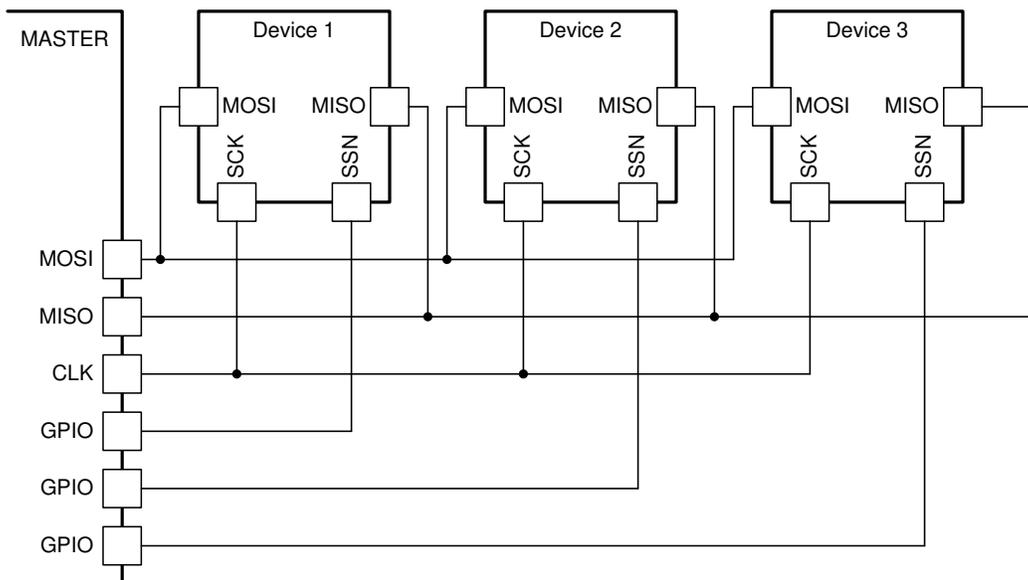 MASTER
Device 1
Device 2
Device 3
MOSI MISO
SCK
SSN
MOSI MISO
SCK
SSN
MOSI MISO
SCK
SSN
MOSI
MISO
CLK
GPIO
GPIO
GPIO